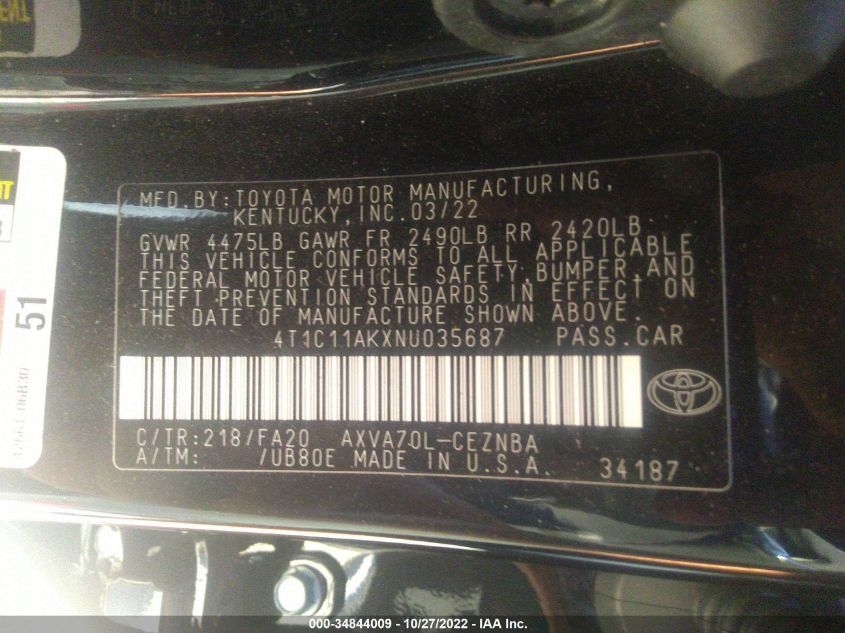 MFD.BY:TOYOTA MOTOR MANUFACTURING,
KENTUCKY,INC.03/22
GVWR 4475LB GAWR FR 2490LB RR 2420LB
THIS VEHICLE CONFORMS TO ALL APPLICABLE
FEDERAL MOTOR VEHICLE SAFETY,BUMPER,AND
THEFT PREVENTION STANDARDS IN EFFECT ON
THE DATE OF MANUFACTURE SHOWN ABOVE.
4T1C11AKXNU035687 PASS.CAR
C/TR:218/FA20 AXVA70L-CEZNBA
A/TM: /UB80E MADE IN U.S.A. 34187
51
000-34844009 - 10/27/2022 - IAA Inc.